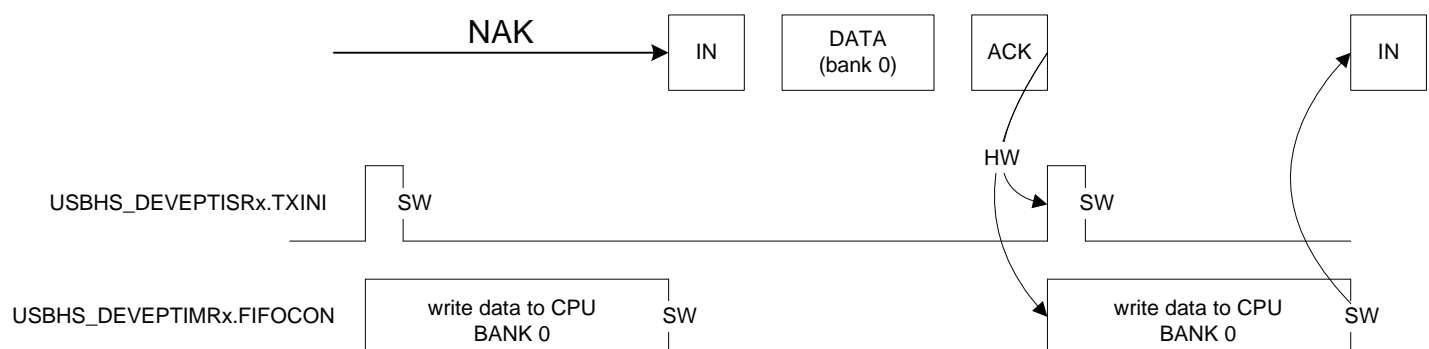 NAK
IN
DATA
(bank 0)
ACK
IN
HW
USBHS_DEVEPTISRx.TXINI
SW
SW
USBHS_DEVEPTIMRx.FIFOCON
write data to CPU
BANK 0
SW
write data to CPU
BANK 0
SW